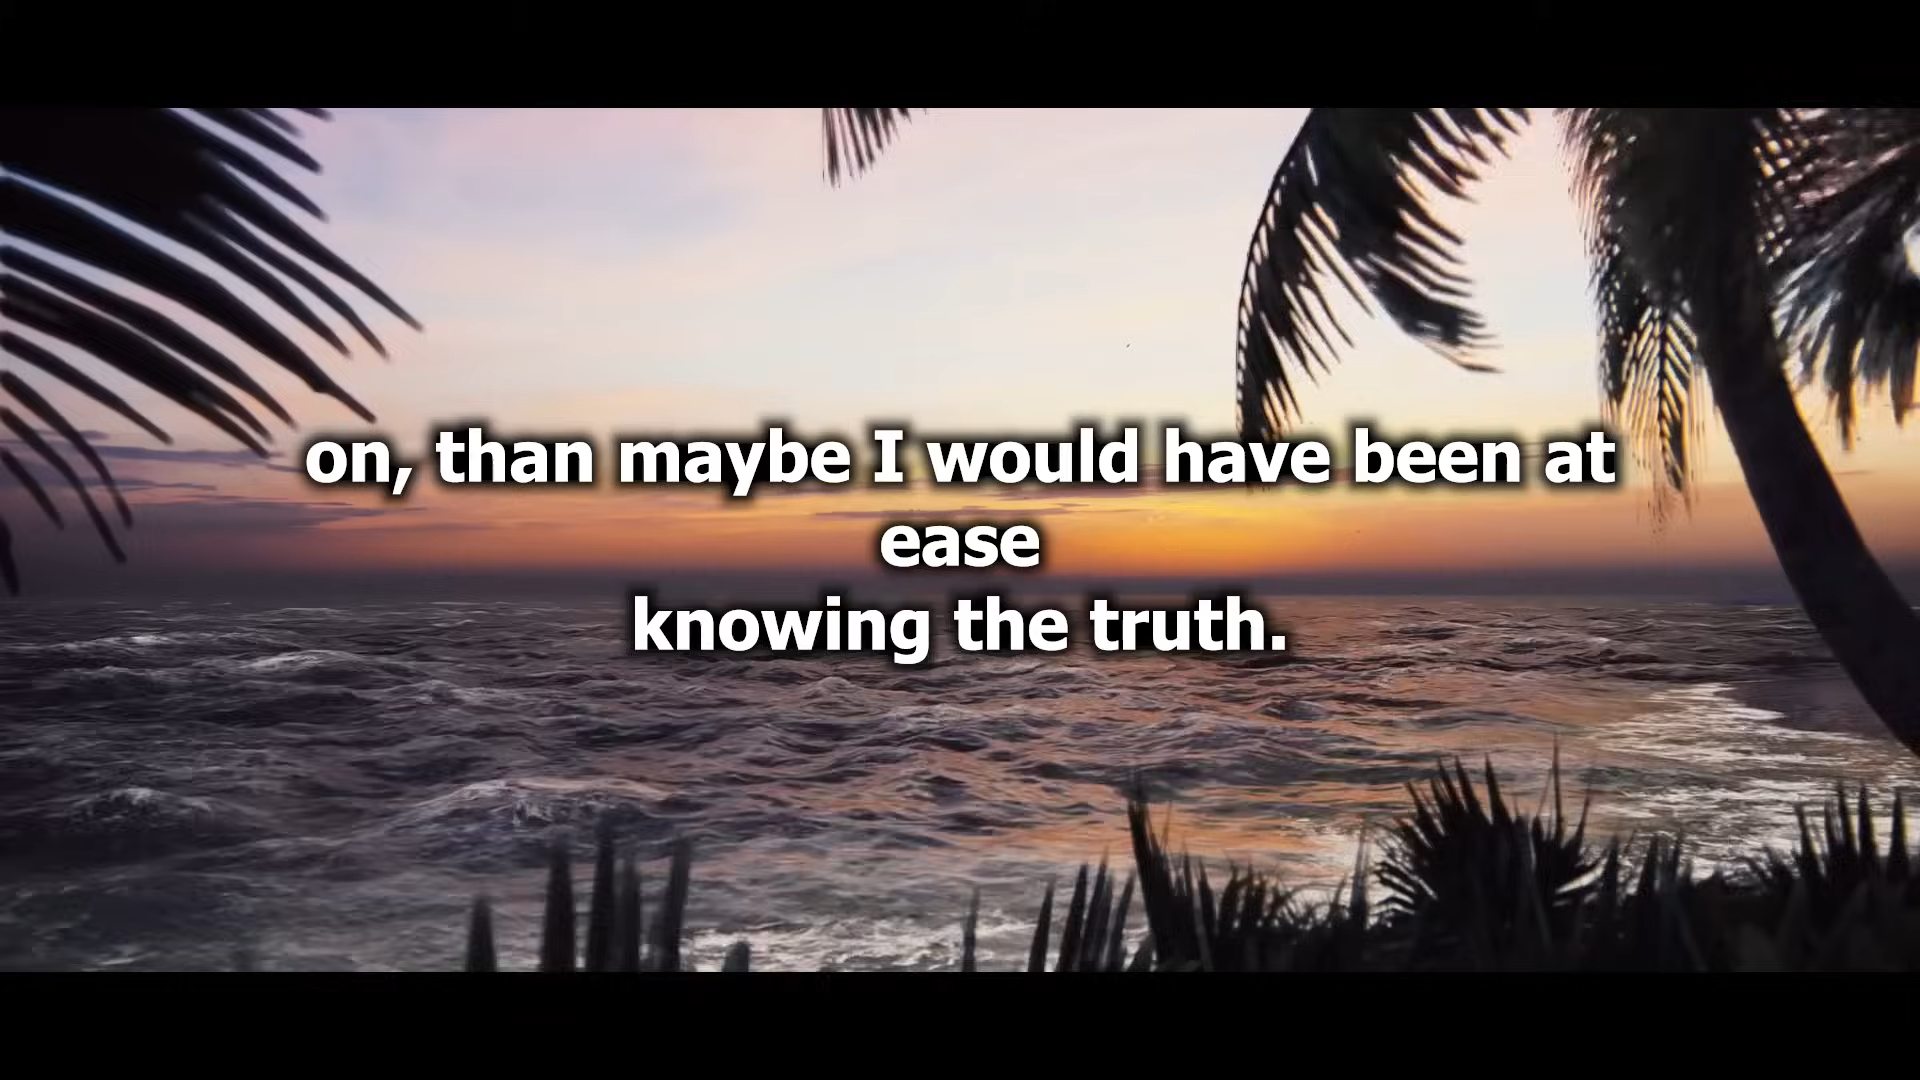 on, than maybe I would have been at
ease
knowing the truth.